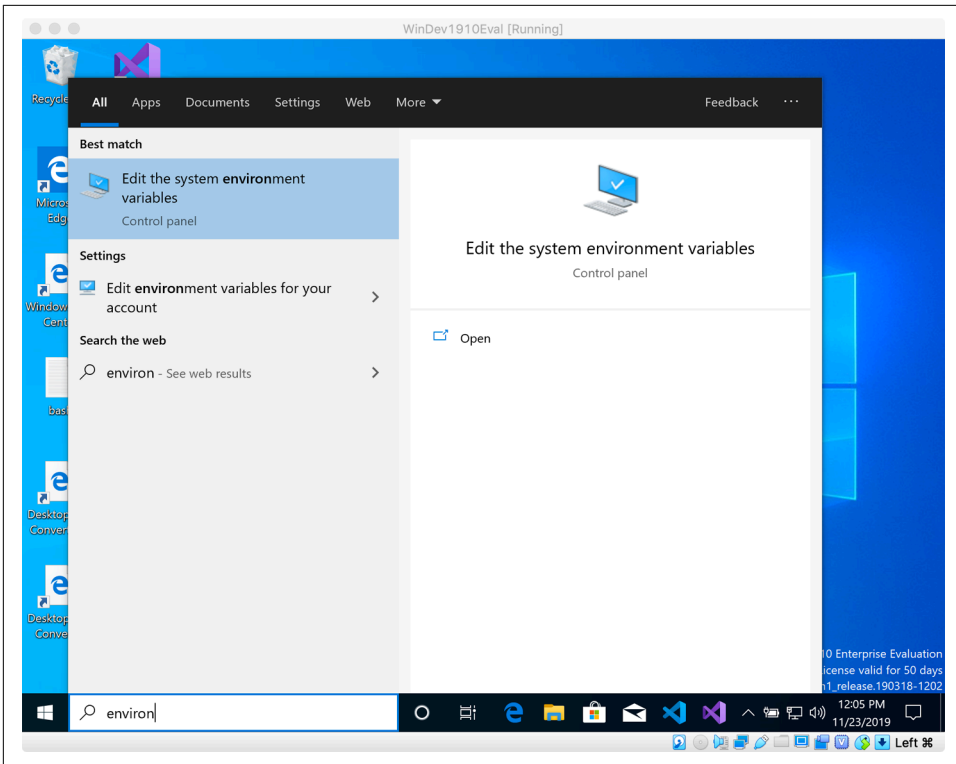 WinDev1910Eval [Running]
Recycle
All Apps Documents Settings Web More Feedback ...
Best match
Edit the system environment
variables
Control panel
Settings
Edit environment variables for your
account
Search the web
environ - See web results
Edit the system environment variables
Control panel
Open
Micros
Edg
Window
Cent
bas
Desktop
Conver
Desktop
Conve
10 Enterprise Evaluation
icense valid for 50 days
h1_release.190318-1202
environ
12:05 PM
11/23/2019
Left ⌘